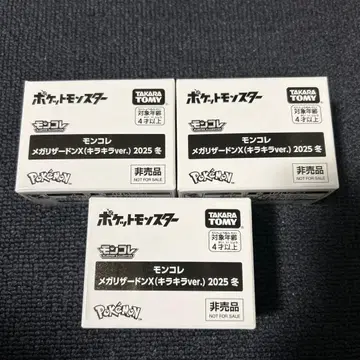 ポケットモンスター
TAKARA TOMY
対象年齢
4才以上
モンコレ
モンコレ
メガリザードンX(キラキラver.) 2025 冬
POKéMON
非売品
NOT FOR SALE
ポケットモンスター
TAKARA TOMY
対象年齢
4才以上
モンコレ
モンコレ
メガリザードンX(キラキラver.) 2025 冬
POKéMON
非売品
NOT FOR SALE
ポケットモンスター
TAKARA TOMY
対象年齢
4才以上
モンコレ
モンコレ
メガリザードンX(キラキラver.) 2025 冬
POKéMON
非売品
NOT FOR SALE